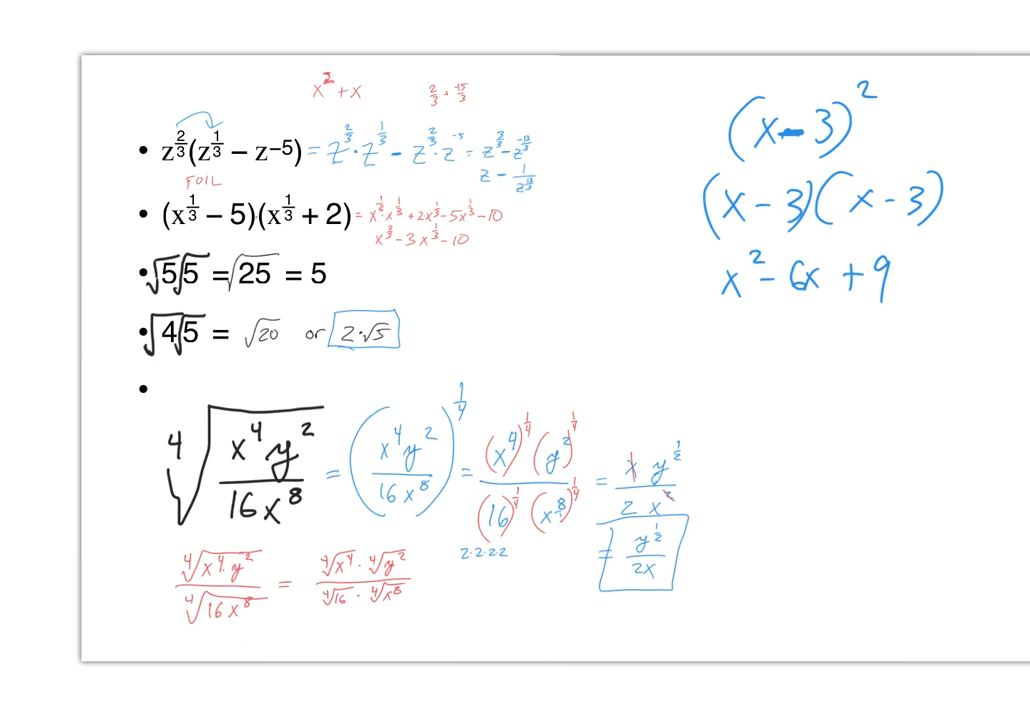 x² + x
2/3 + -15/3
• z^(2/3)(z^(1/3) – z^(–5)) = z^(2/3) · z^(1/3) – z^(2/3) · z^(-5) = z^(3/3) – z^(-13/3)
z – 1/z^(13/3)
FOIL
• (x^(1/3) – 5)(x^(1/3) + 2) = x^(1/3) · x^(1/3) + 2x^(1/3) – 5x^(1/3) – 10
x^(2/3) – 3x^(1/3) – 10
• √5√5 = √25 = 5
• √4√5 = √20 or 2·√5
•
⁴√(x⁴y²/16x⁸) = (x⁴y²/16x⁸)^(1/4) = (x⁴)^(1/4)(y²)^(1/4)/(16)^(1/4)(x^(8/1))^(1/4) = x y^(1/2)/2x²
2·2·2 2
= y^(1/2)/2x
⁴√(x⁴·y²)/⁴√(16x⁸) = ⁴√x⁴ · ⁴√y²/⁴√16 · ⁴√x⁸
(x – 3)²
(x – 3)(x – 3)
x² – 6x + 9